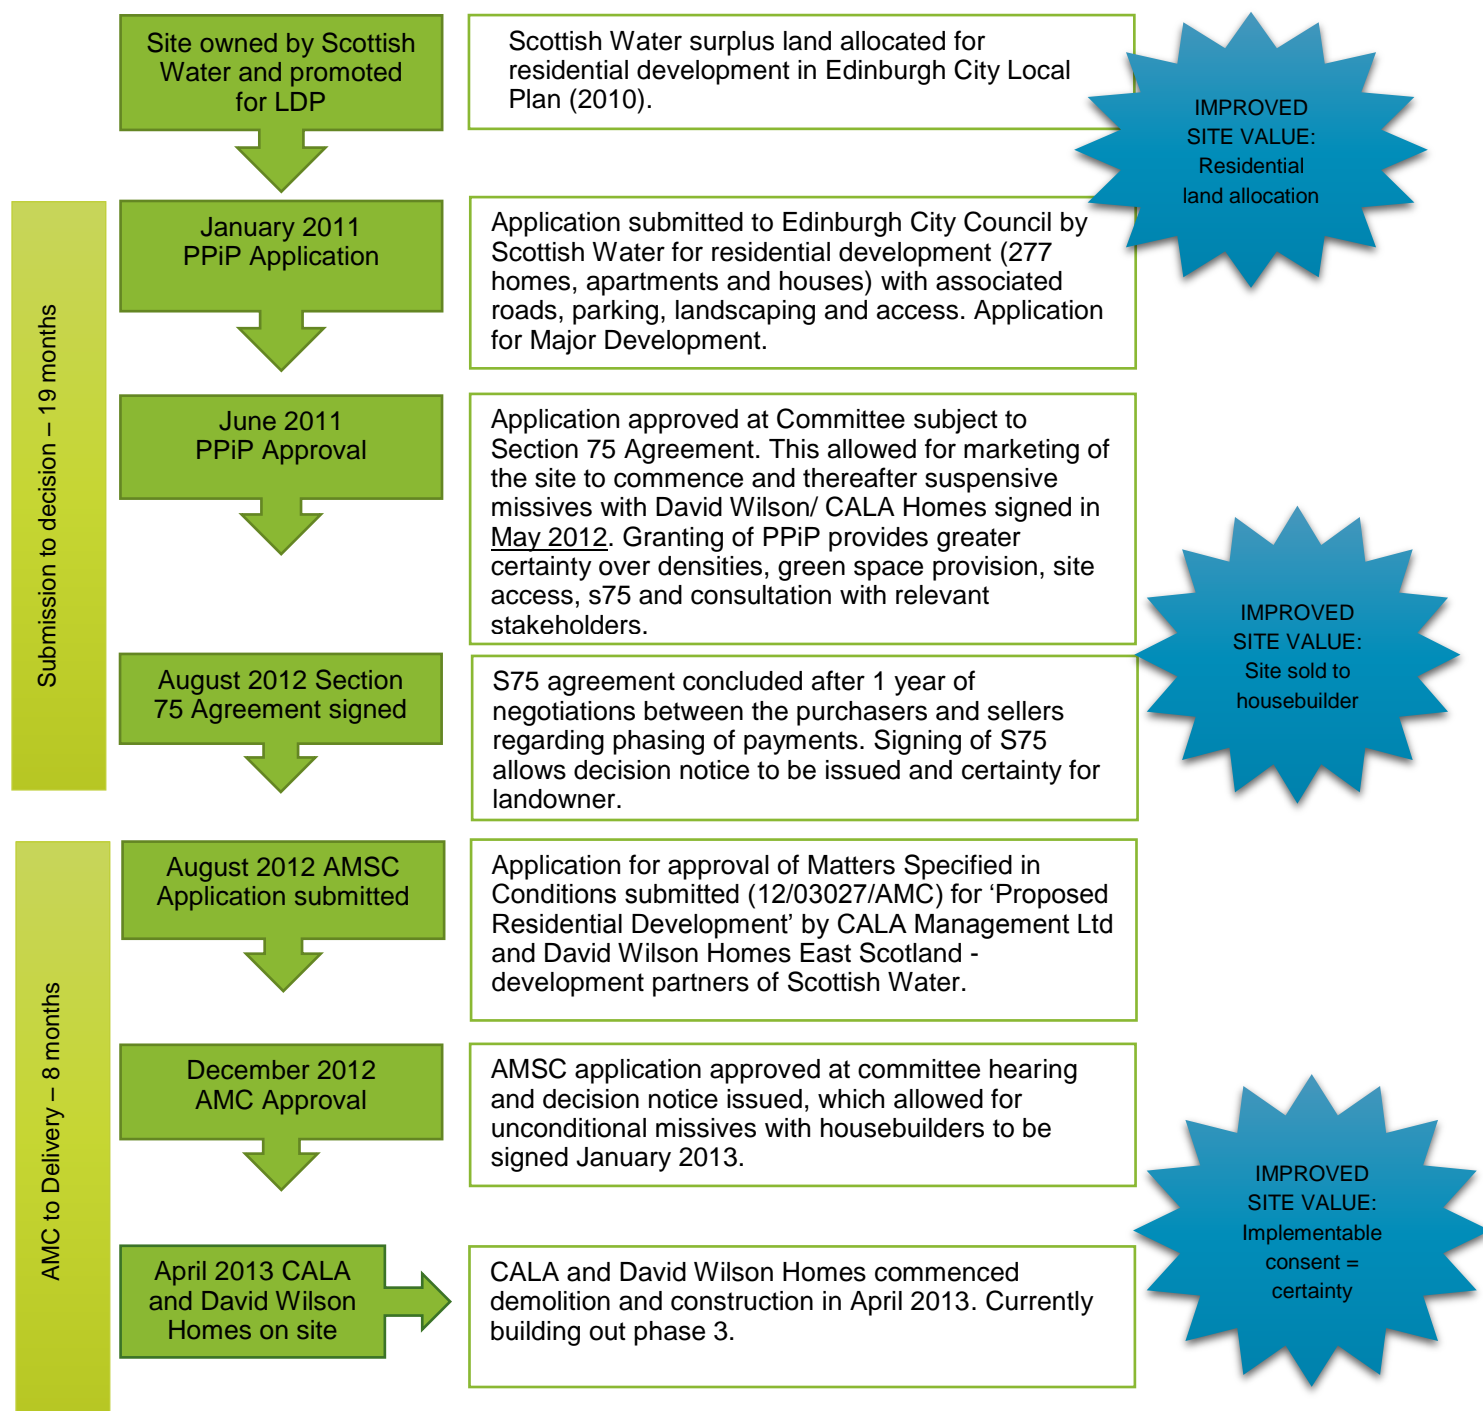 Site owned by Scottish
Water and promoted
for LDP
Scottish Water surplus land allocated for
residential development in Edinburgh City Local
Plan (2010).
IMPROVED
SITE VALUE:
Residential
land allocation
Submission to decision – 19 months
January 2011
PPiP Application
Application submitted to Edinburgh City Council by
Scottish Water for residential development (277
homes, apartments and houses) with associated
roads, parking, landscaping and access. Application
for Major Development.
June 2011
PPiP Approval
Application approved at Committee subject to
Section 75 Agreement. This allowed for marketing of
the site to commence and thereafter suspensive
missives with David Wilson/ CALA Homes signed in
May 2012. Granting of PPiP provides greater
certainty over densities, green space provision, site
access, s75 and consultation with relevant
stakeholders.
IMPROVED
SITE VALUE:
Site sold to
housebuilder
August 2012 Section
75 Agreement signed
S75 agreement concluded after 1 year of
negotiations between the purchasers and sellers
regarding phasing of payments. Signing of S75
allows decision notice to be issued and certainty for
landowner.
AMC to Delivery – 8 months
August 2012 AMSC
Application submitted
Application for approval of Matters Specified in
Conditions submitted (12/03027/AMC) for ‘Proposed
Residential Development’ by CALA Management Ltd
and David Wilson Homes East Scotland -
development partners of Scottish Water.
December 2012
AMC Approval
AMSC application approved at committee hearing
and decision notice issued, which allowed for
unconditional missives with housebuilders to be
signed January 2013.
IMPROVED
SITE VALUE:
Implementable
consent =
certainty
April 2013 CALA
and David Wilson
Homes on site
CALA and David Wilson Homes commenced
demolition and construction in April 2013. Currently
building out phase 3.